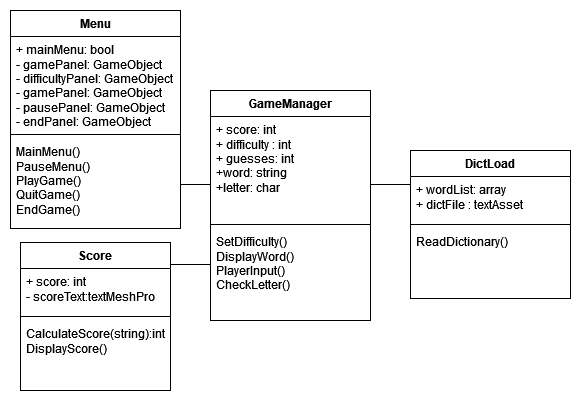 Menu
+ mainMenu: bool
- gamePanel: GameObject
- difficultyPanel: GameObject
- gamePanel: GameObject
- pausePanel: GameObject
- endPanel: GameObject
MainMenu()
PauseMenu()
PlayGame()
QuitGame()
EndGame()
GameManager
+ score: int
+ difficulty : int
+ guesses: int
+word: string
+letter: char
SetDifficulty()
DisplayWord()
PlayerInput()
CheckLetter()
DictLoad
+ wordList: array
+ dictFile : textAsset
ReadDictionary()
Score
+ score: int
- scoreText:textMeshPro
CalculateScore(string):int
DisplayScore()